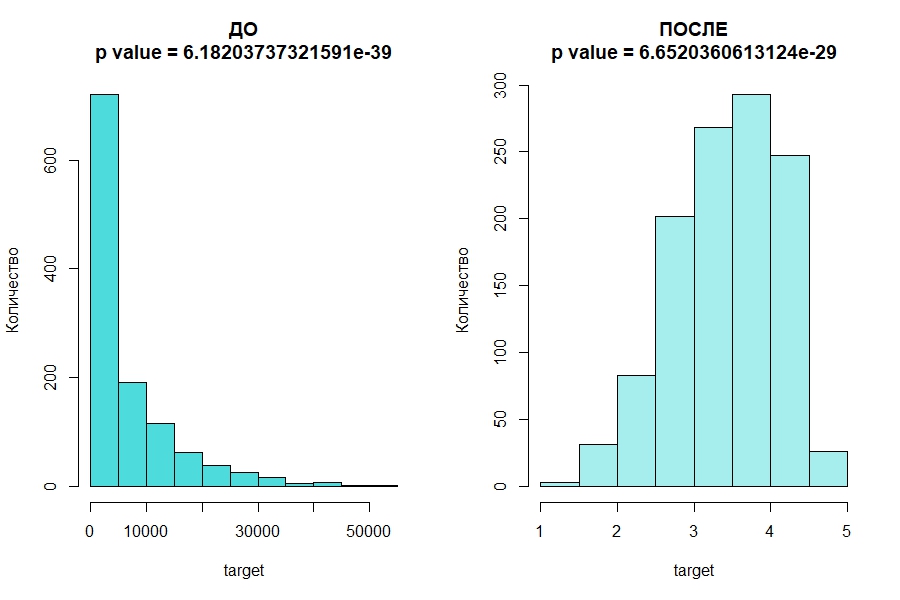 ДО
p value = 6.18203737321591e-39
Количество
600
400
200
0
0 10000 30000 50000
target
ПОСЛЕ
p value = 6.6520360613124e-29
Количество
300
250
200
150
100
50
0
1 2 3 4 5
target